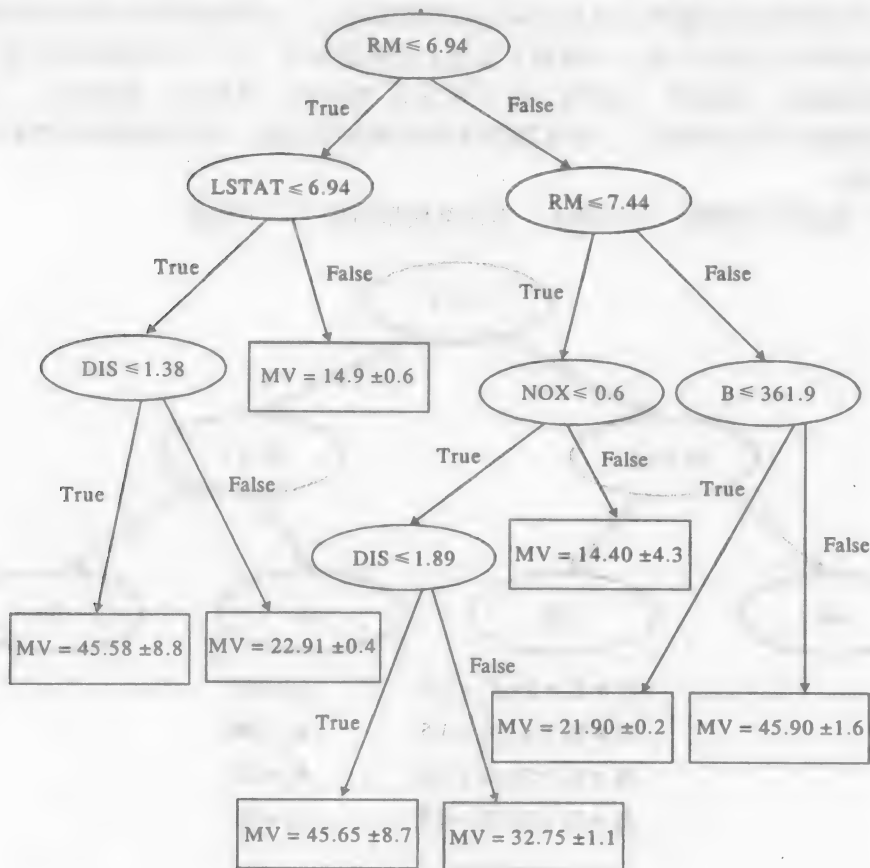 RM ≤ 6.94
True
False
LSTAT ≤ 6.94
RM ≤ 7.44
True
False
True
False
DIS ≤ 1.38
MV = 14.9 ±0.6
NOX ≤ 0.6
B ≤ 361.9
True
False
True
False
True
False
DIS ≤ 1.89
MV = 14.40 ±4.3
MV = 45.58 ±8.8
MV = 22.91 ±0.4
True
False
MV = 21.90 ±0.2
MV = 45.90 ±1.6
MV = 45.65 ±8.7
MV = 32.75 ±1.1